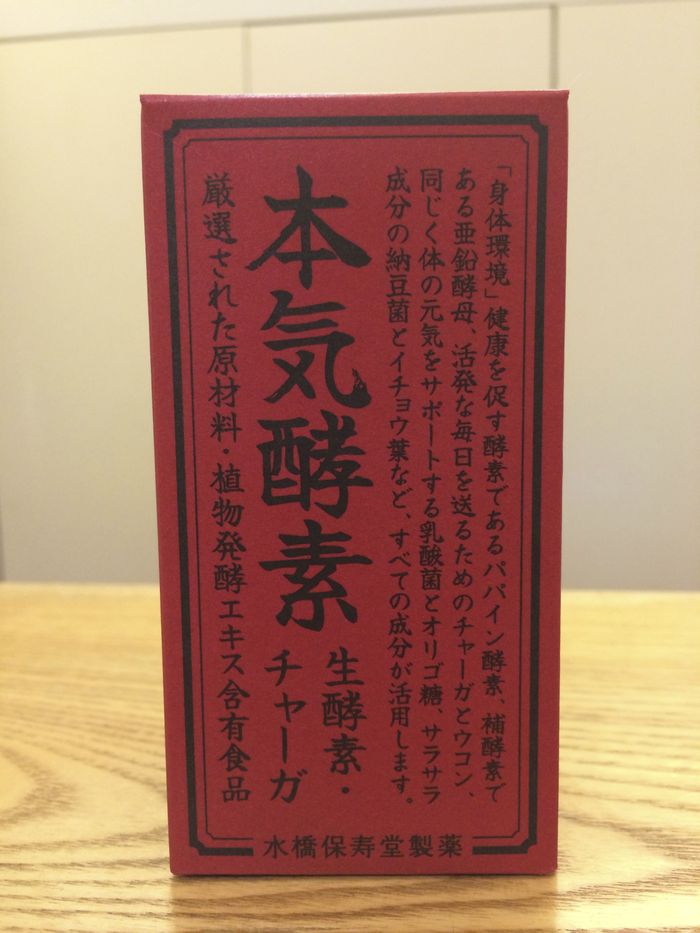 「身体環境」健康を促す酵素であるパパイン酵素、補酵素で
ある亜鉛酵母、活発な毎日を送るためのチャーガとウコン、
同じく体の元気をサポートする乳酸菌とオリゴ糖、サラサラ
成分の納豆菌とイチョウ葉など、すべての成分が活用します。
本気酵素
生酵素・
チャーガ
厳選された原材料・植物発酵エキス含有食品
水橋保寿堂製薬